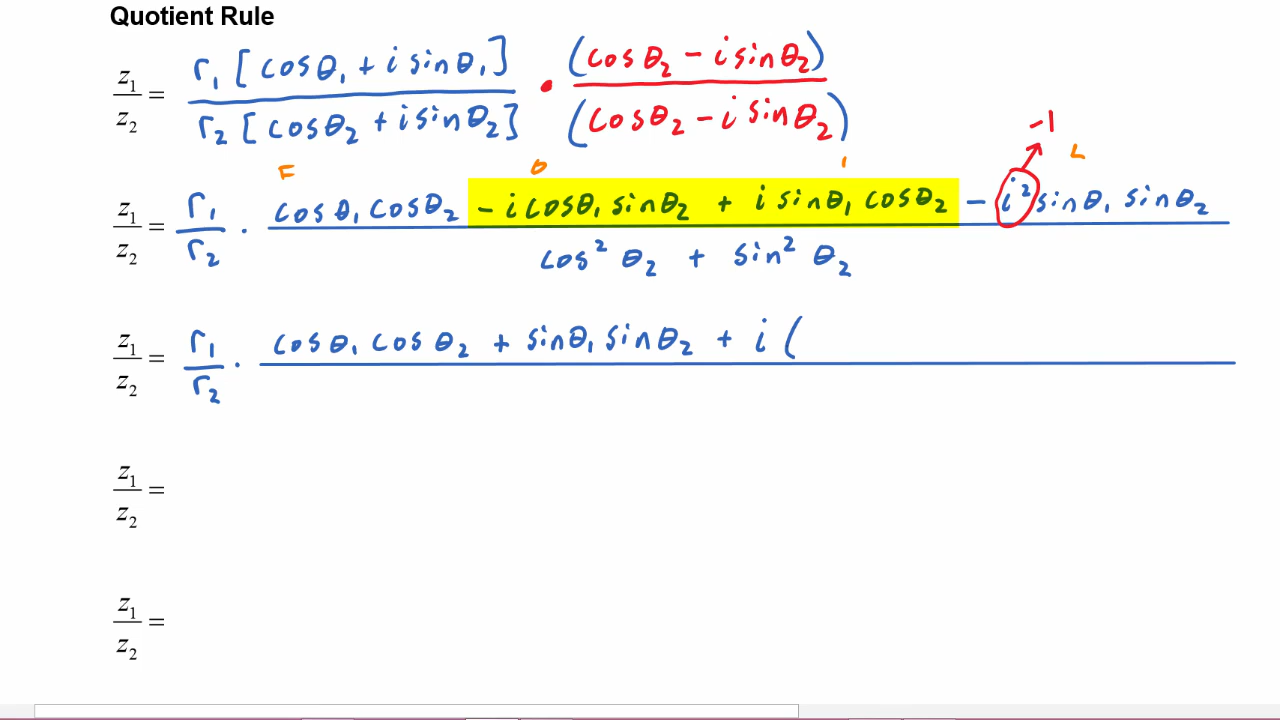 Quotient Rule
z₁/z₂ = r₁[cosθ₁ + i sinθ₁] / r₂[cosθ₂ + i sinθ₂] • (cosθ₂ − i sinθ₂) / (cosθ₂ − i sinθ₂)
-1
F O I L
z₁/z₂ = r₁/r₂ · cosθ₁ cosθ₂ − i cosθ₁ sinθ₂ + i sinθ₁ cosθ₂ − i² sinθ₁ sinθ₂ / cos²θ₂ + sin²θ₂
z₁/z₂ = r₁/r₂ · cosθ₁ cosθ₂ + sinθ₁ sinθ₂ + i (
z₁/z₂ =
z₁/z₂ =